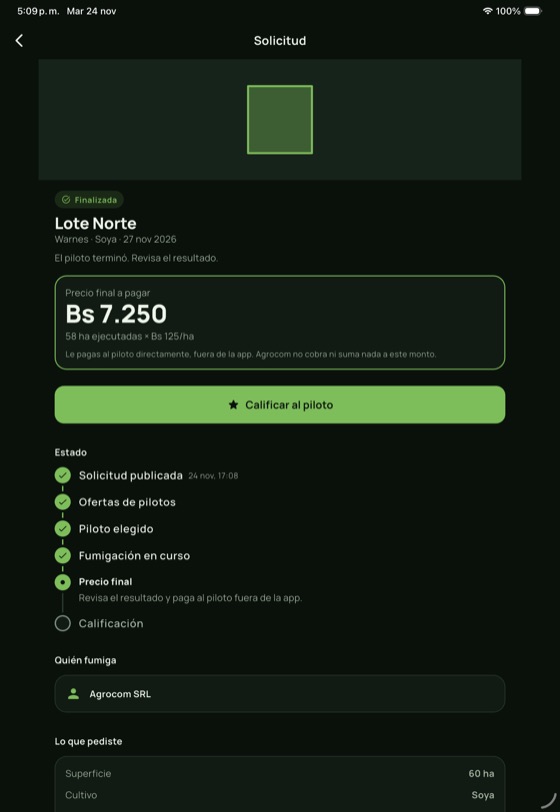 5:09 p. m. Mar 24 nov
100%
Solicitud
Finalizada
Lote Norte
Warnes · Soya · 27 nov 2026
El piloto terminó. Revisa el resultado.
Precio final a pagar
Bs 7.250
58 ha ejecutadas × Bs 125/ha
Le pagas al piloto directamente, fuera de la app. Agrocom no cobra ni suma nada a este monto.
Calificar al piloto
Estado
Solicitud publicada 24 nov, 17:08
Ofertas de pilotos
Piloto elegido
Fumigación en curso
Precio final
Revisa el resultado y paga al piloto fuera de la app.
Calificación
Quién fumiga
Agrocom SRL
Lo que pediste
Superficie 60 ha
Cultivo Soya